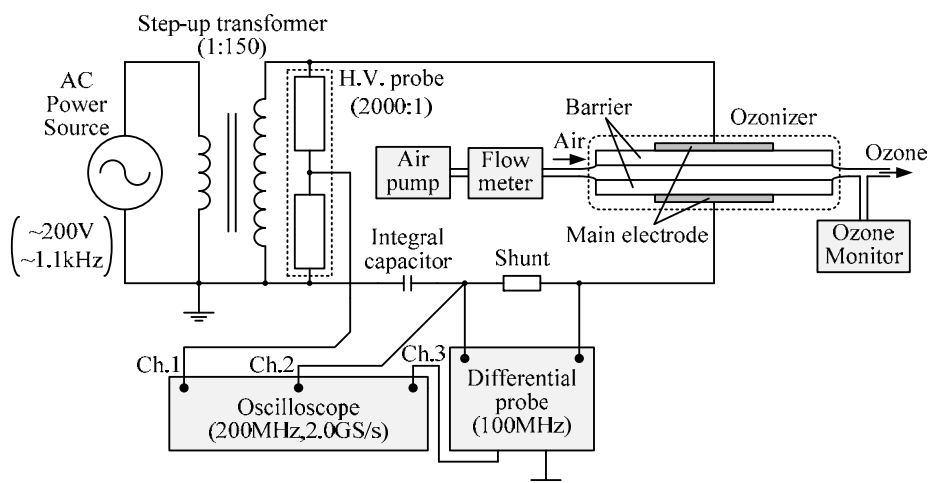 Step-up transformer
(1:150)
AC
Power
Source
~200V
~1.1kHz
H.V. probe
(2000:1)
Barrier
Ozonizer
Air
Air
pump
Flow
meter
Ozone
Main electrode
Ozone
Monitor
Integral
capacitor
Shunt
Ch.1
Ch.2
Ch.3
Oscilloscope
(200MHz,2.0GS/s)
Differential
probe
(100MHz)